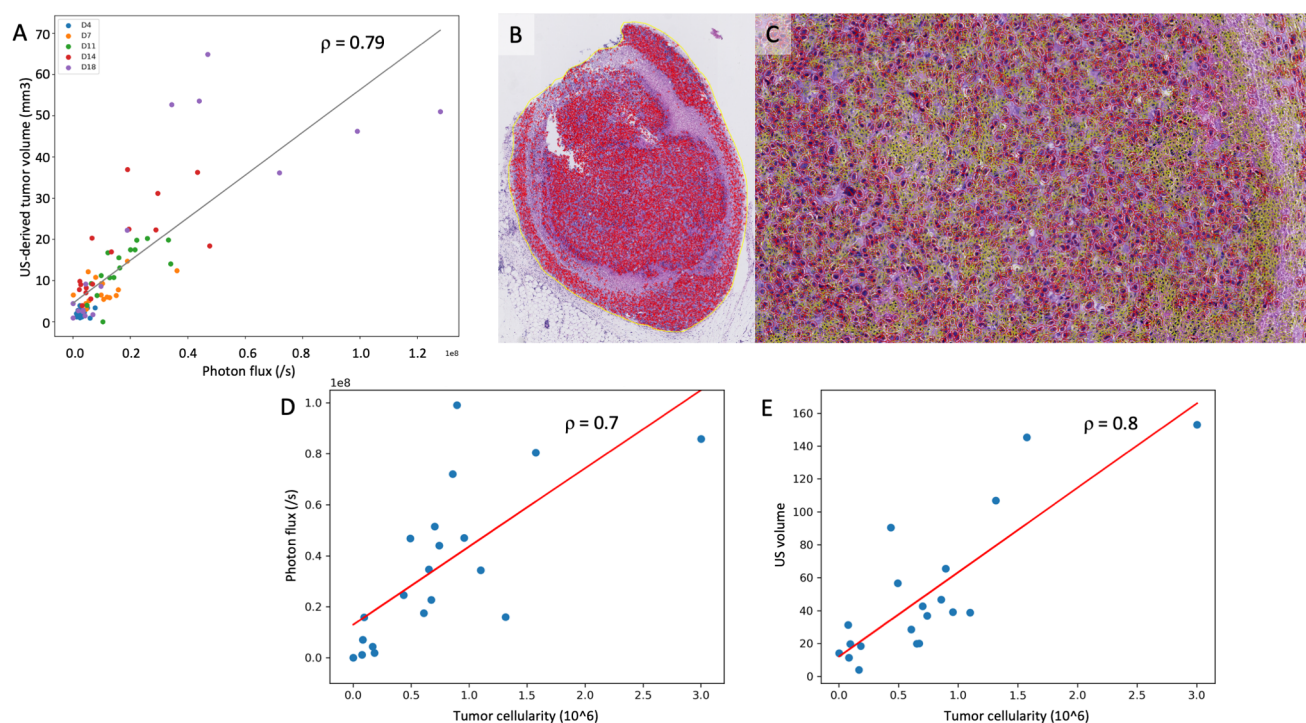 A
D4
D7
D11
D14
D18
ρ = 0.79
70
60
50
40
30
20
10
0
US-derived tumor volume (mm3)
0.0
0.2
0.4
0.6
0.8
1.0
1.2
1e8
Photon flux (/s)
B
C
D
1e8
ρ = 0.7
1.0
0.8
0.6
0.4
0.2
0.0
Photon flux (/s)
0.0
0.5
1.0
1.5
2.0
2.5
3.0
Tumor cellularity (10^6)
E
ρ = 0.8
160
140
120
100
80
60
40
20
0
US volume
0.0
0.5
1.0
1.5
2.0
2.5
3.0
Tumor cellularity (10^6)